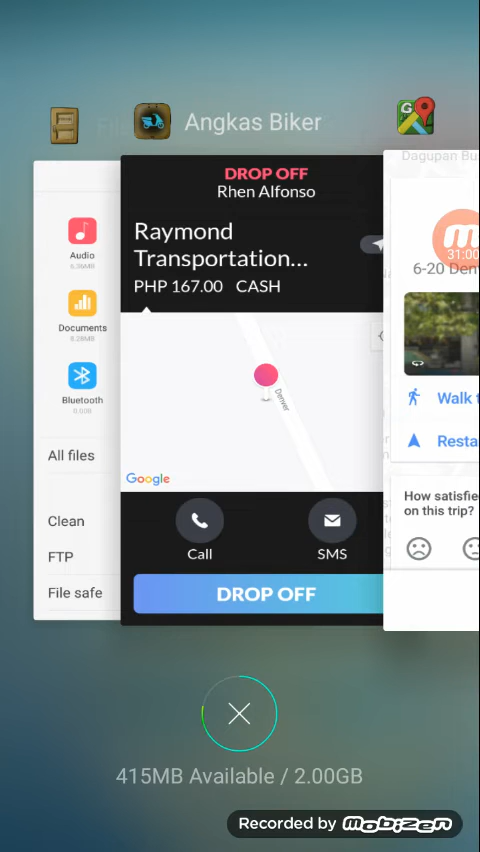 Angkas Biker
Audio
Documents
8.28MB
Bluetooth
0.00B
All files
Clean
FTP
File safe
DROP OFF
Rhen Alfonso
Raymond
Transportation...
PHP 167.00 CASH
Denver
Google
Call
SMS
DROP OFF
Dagupan Bu
31:00
6-20 Den
Walk t
Resta
How satisfie
on this trip?
415MB Available / 2.00GB
Recorded by mobizen